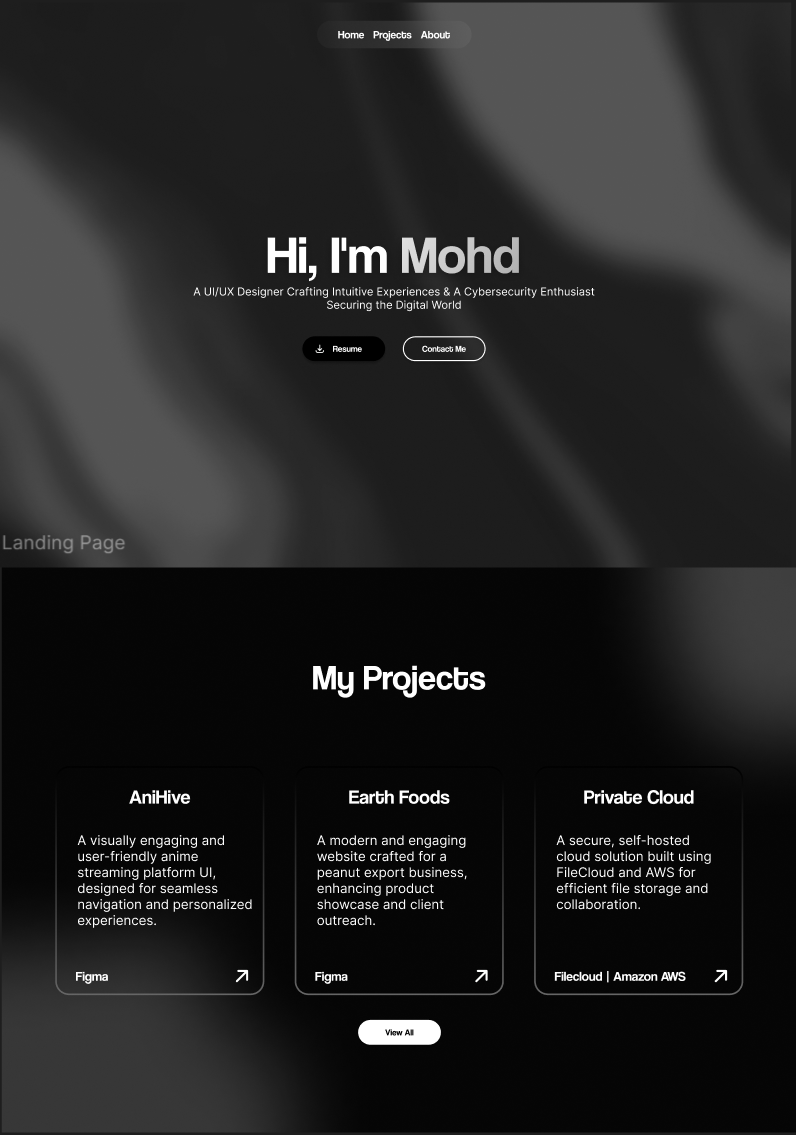 Home Projects About
Hi, I'm Mohd
A UI/UX Designer Crafting Intuitive Experiences & A Cybersecurity Enthusiast
Securing the Digital World
Resume
Contact Me
Landing Page
My Projects
AniHive
A visually engaging and
user-friendly anime
streaming platform UI,
designed for seamless
navigation and personalized
experiences.
Figma
Earth Foods
A modern and engaging
website crafted for a
peanut export business,
enhancing product
showcase and client
outreach.
Figma
Private Cloud
A secure, self-hosted
cloud solution built using
FileCloud and AWS for
efficient file storage and
collaboration.
Filecloud | Amazon AWS
View All